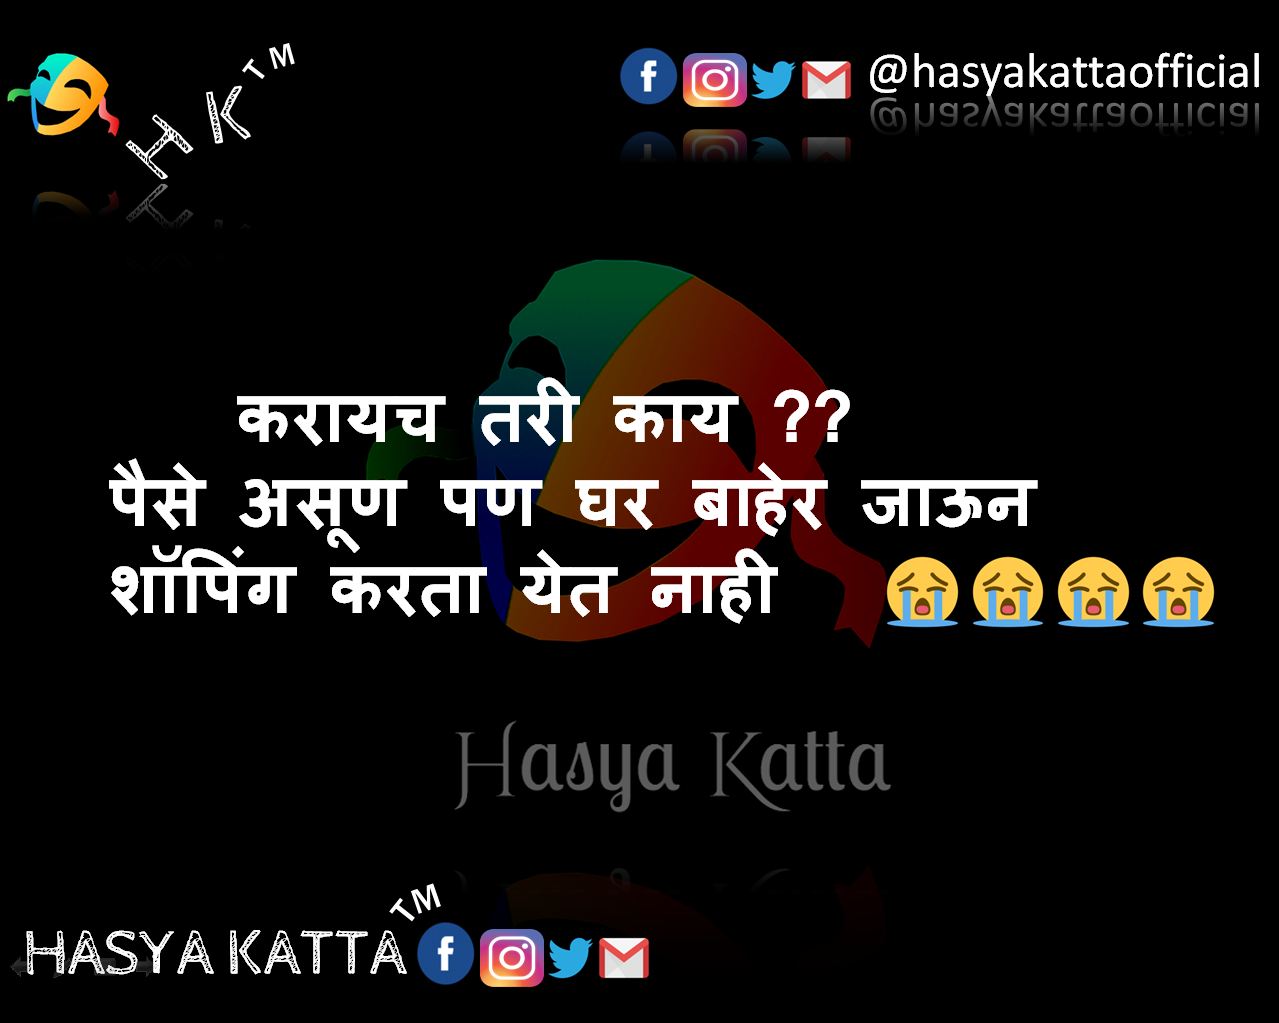 HK™
@hasyakattaofficial
करायच तरी काय ??
पैसे असूण पण घर बाहेर जाऊन
शॉपिंग करता येत नाही 😭😭😭😭
Hasya Katta
HASYA KATTA™